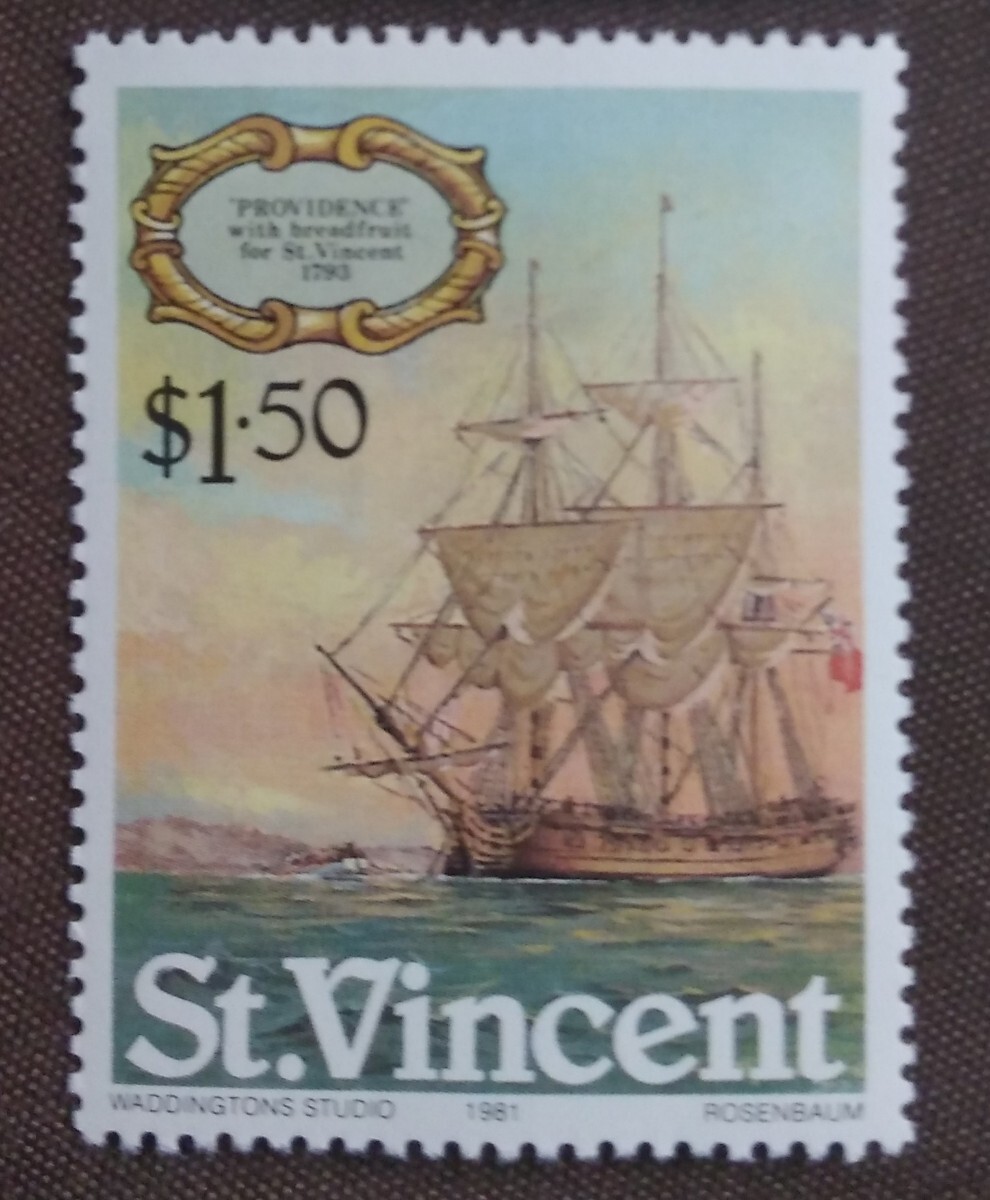 "PROVIDENCE"
with breadfruit
for St. Vincent
1793
$1·50
St. Vincent
WADDINGTONS STUDIO 1981 ROSENBAUM